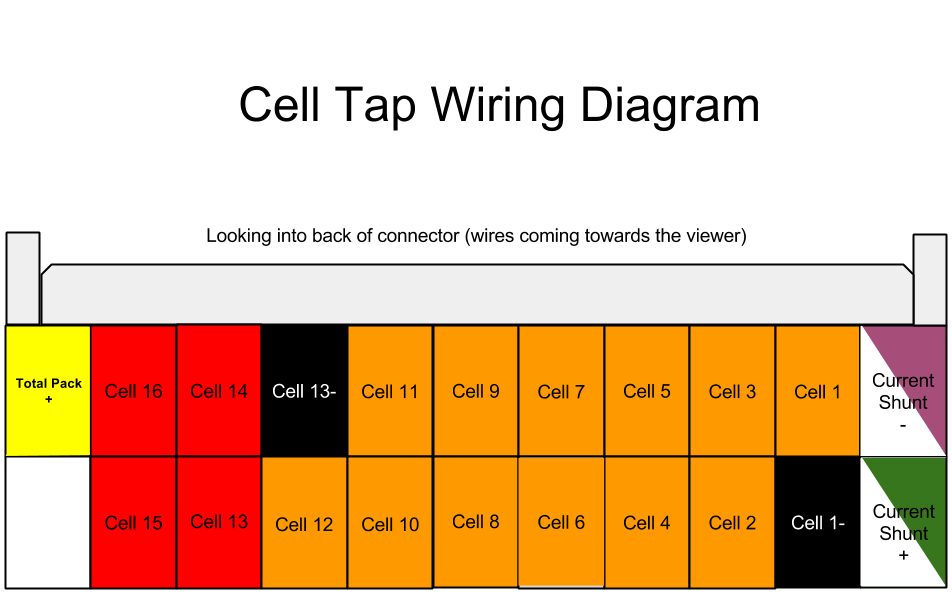 Cell Tap Wiring Diagram
Looking into back of connector (wires coming towards the viewer)
Total Pack
+
Cell 16
Cell 14
Cell 13-
Cell 11
Cell 9
Cell 7
Cell 5
Cell 3
Cell 1
Current
Shunt
-
Cell 15
Cell 13
Cell 12
Cell 10
Cell 8
Cell 6
Cell 4
Cell 2
Cell 1-
Current
Shunt
+